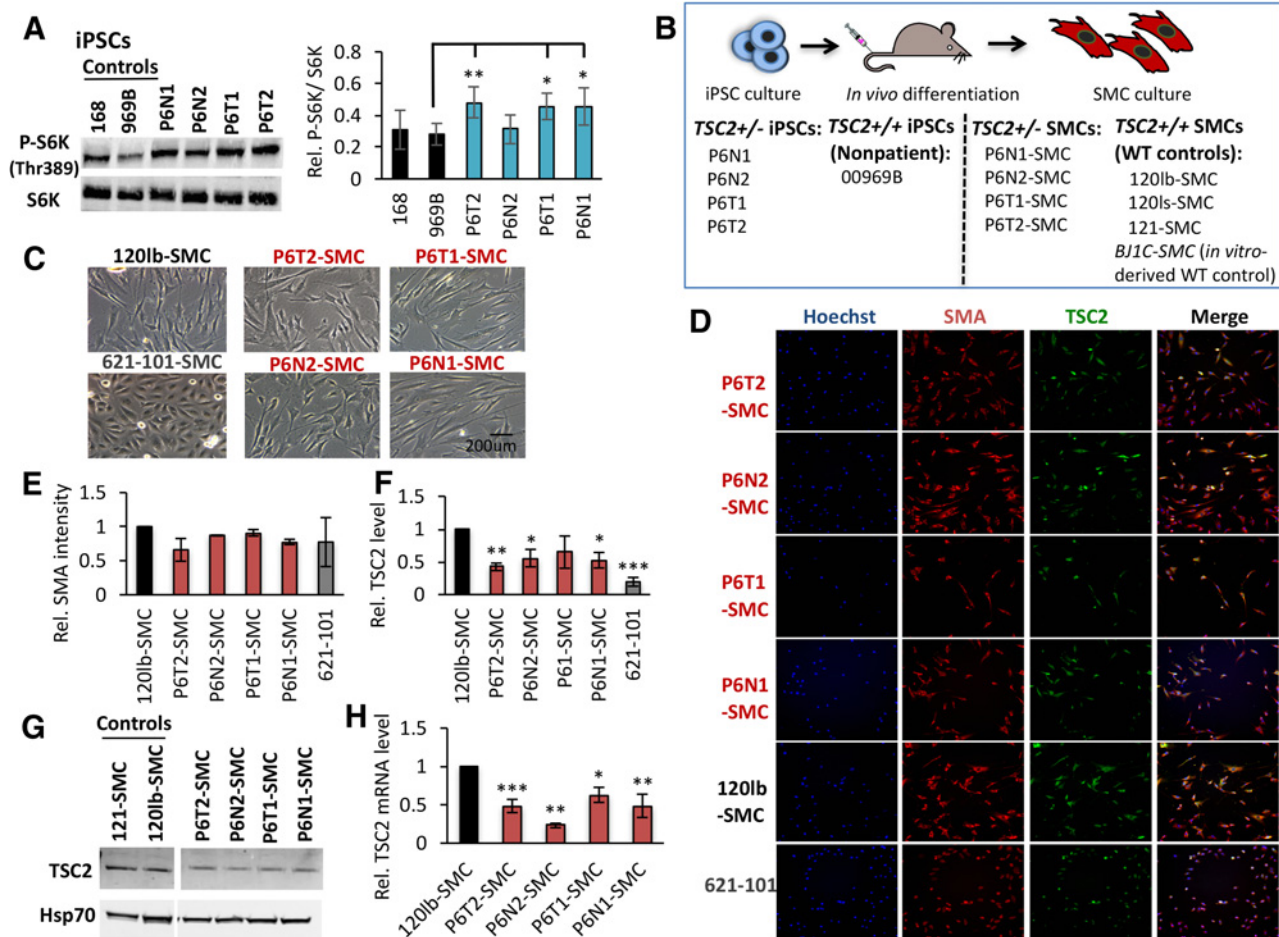 A
iPSCs
Controls
168
969B
P6N1
P6N2
P6T1
P6T2
P-S6K
(Thr389)
S6K
Rel. P-S6K/ S6K
0.8
0.6
0.4
0.2
0
**
*
*
168
969B
P6T2
P6N2
P6T1
P6N1
B
iPSC culture
In vivo differentiation
SMC culture
TSC2+/- iPSCs:
P6N1
P6N2
P6T1
P6T2
TSC2+/+ iPSCs
(Nonpatient):
00969B
TSC2+/- SMCs:
P6N1-SMC
P6N2-SMC
P6T1-SMC
P6T2-SMC
TSC2+/+ SMCs
(WT controls):
120lb-SMC
120ls-SMC
121-SMC
BJ1C-SMC (in vitro-
derived WT control)
C
120lb-SMC
P6T2-SMC
P6T1-SMC
621-101-SMC
P6N2-SMC
P6N1-SMC
200um
D
Hoechst
SMA
TSC2
Merge
P6T2
-SMC
P6N2
-SMC
P6T1
-SMC
P6N1
-SMC
120lb
-SMC
621-101
E
Rel. SMA intensity
1.5
1
0.5
0
120lb-SMC
P6T2-SMC
P6N2-SMC
P6T1-SMC
P6N1-SMC
621-101
F
Rel. TSC2 level
1.5
1
0.5
0
**
*
*
***
120lb-SMC
P6T2-SMC
P6N2-SMC
P61-SMC
P6N1-SMC
621-101
G
Controls
121-SMC
120lb-SMC
P6T2-SMC
P6N2-SMC
P6T1-SMC
P6N1-SMC
TSC2
Hsp70
H
Rel. TSC2 mRNA level
1.5
1
0.5
0
***
**
*
**
120lb-SMC
P6T2-SMC
P6N2-SMC
P6T1-SMC
P6N1-SMC